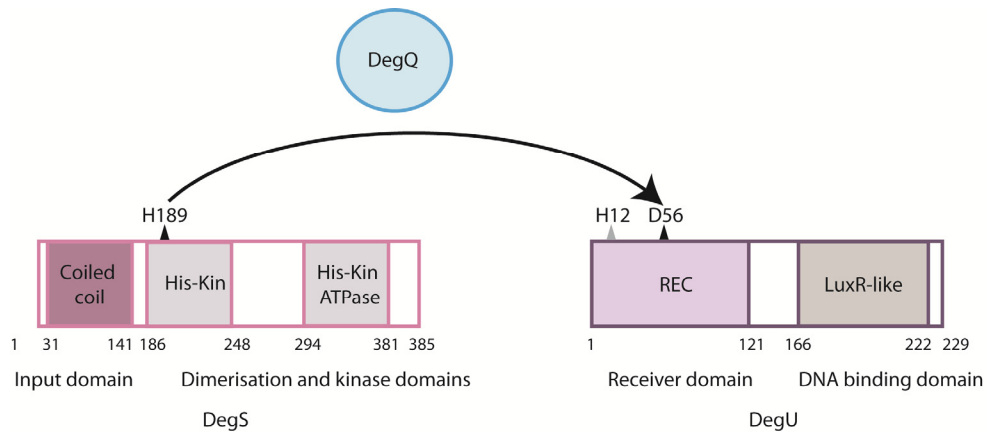 DegQ
H189
H12 D56
Coiled
coil
His-Kin
His-Kin
ATPase
REC
LuxR-like
1 31 141 186 248 294 381 385
1 121 166 222 229
Input domain
Dimerisation and kinase domains
Receiver domain
DNA binding domain
DegS
DegU